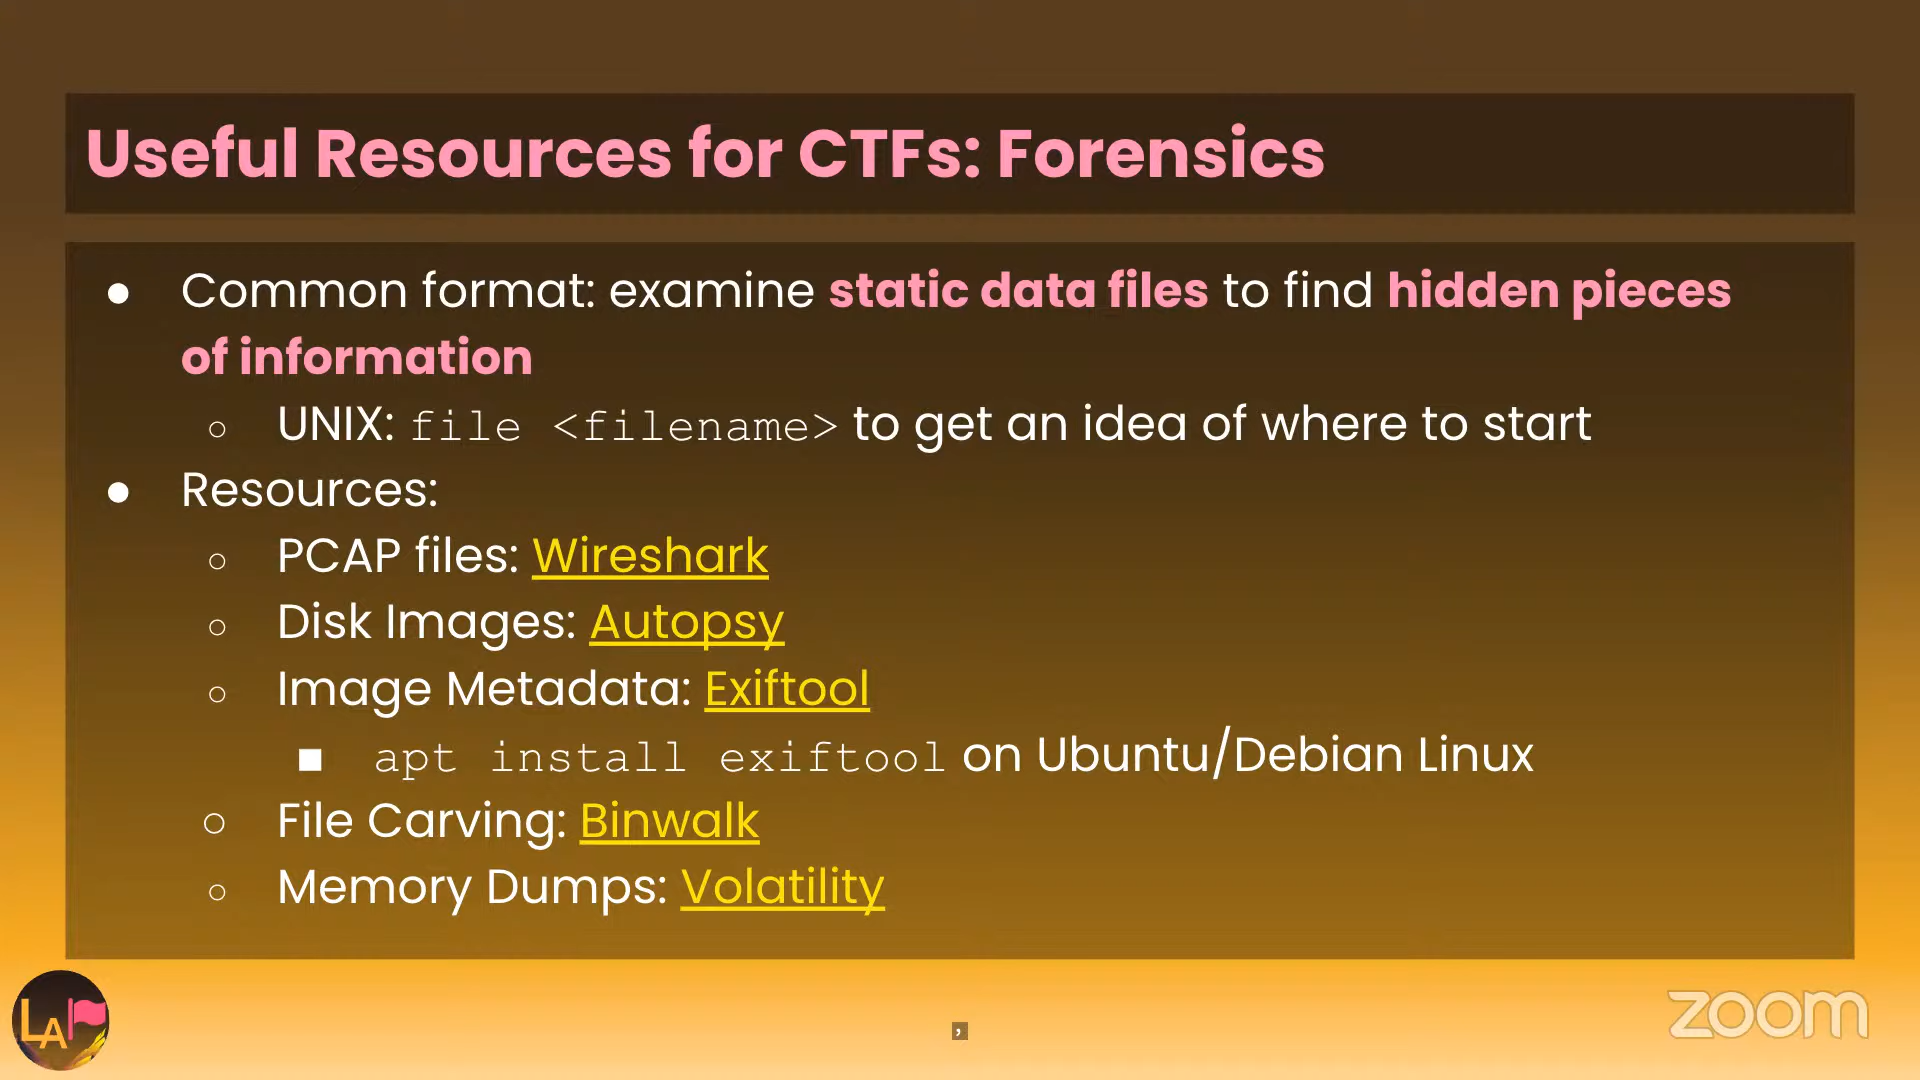 Useful Resources for CTFs: Forensics
● Common format: examine static data files to find hidden pieces
of information
○ UNIX: file <filename> to get an idea of where to start
● Resources:
○ PCAP files: Wireshark
○ Disk Images: Autopsy
○ Image Metadata: Exiftool
■ apt install exiftool on Ubuntu/Debian Linux
○ File Carving: Binwalk
○ Memory Dumps: Volatility
LA
,
zoom